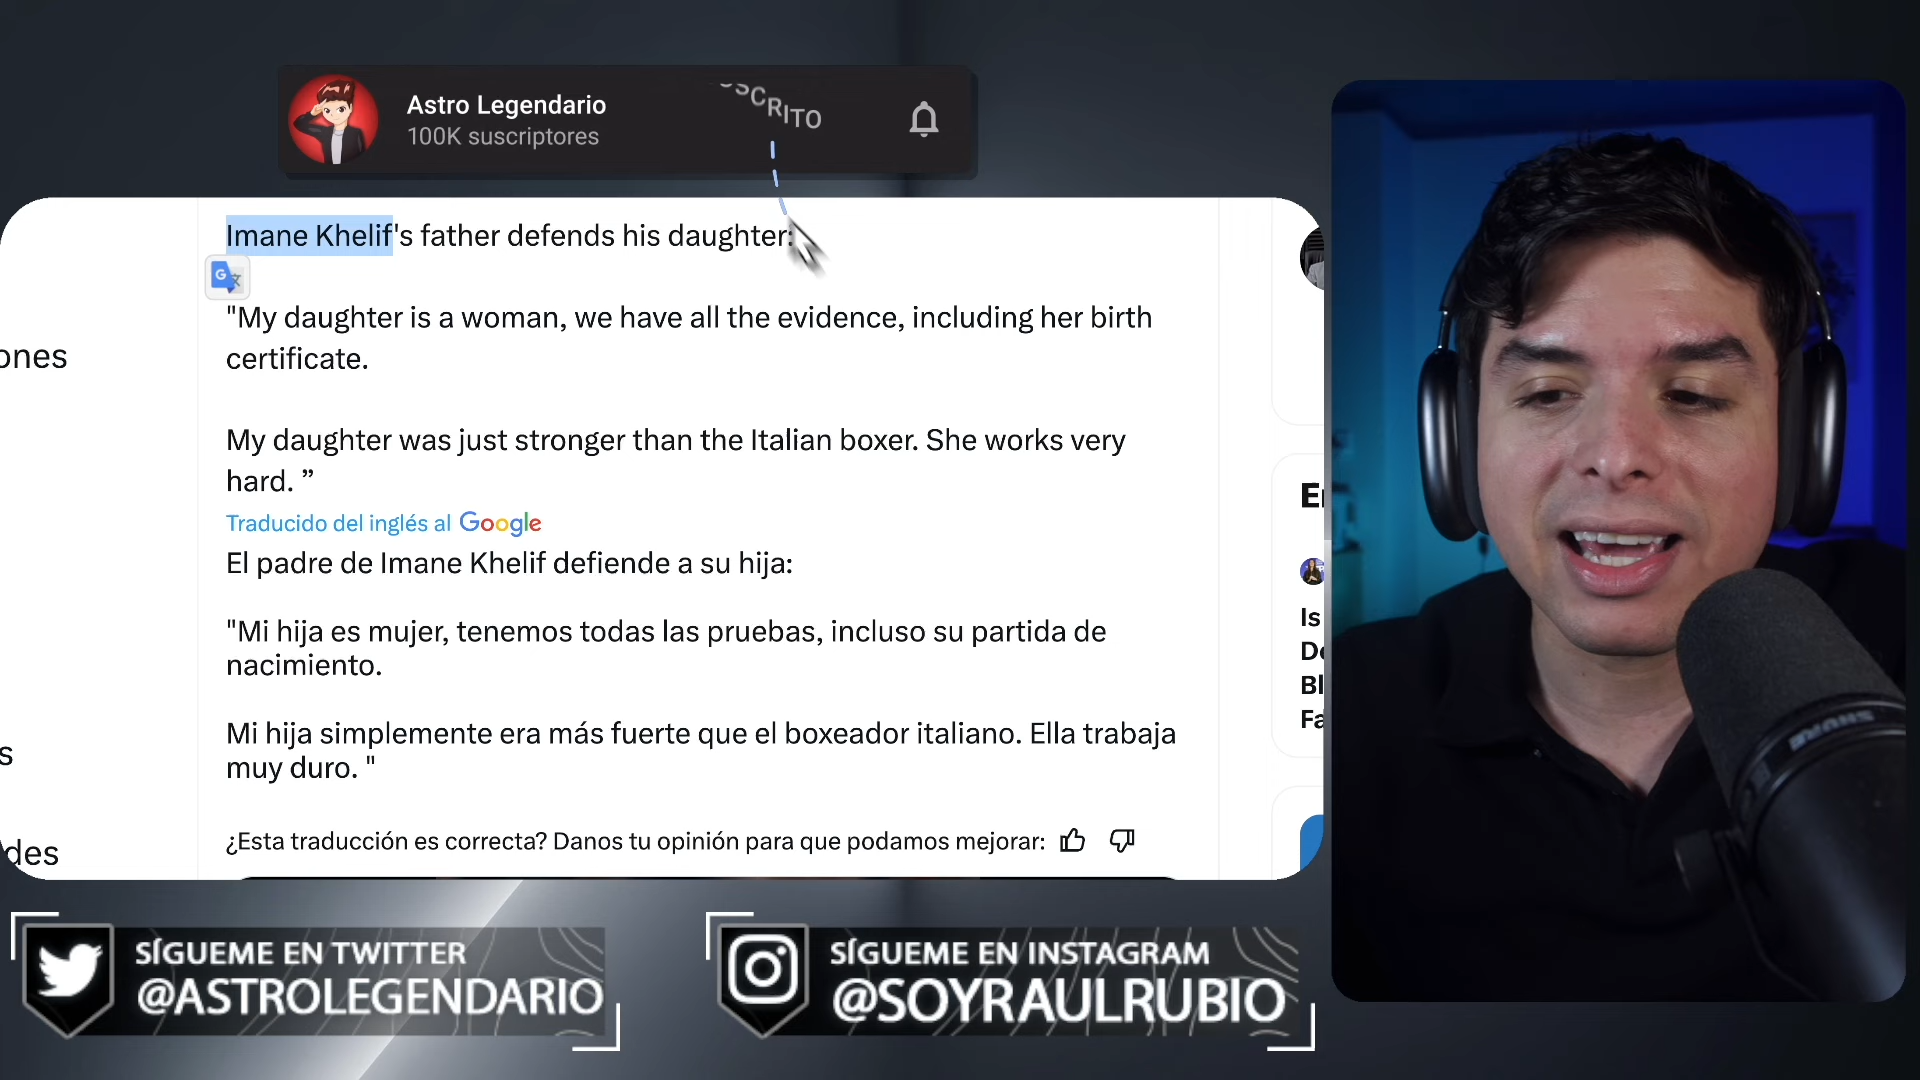 Astro Legendario
100K suscriptores
SCRITO
Imane Khelif's father defends his daughter:
"My daughter is a woman, we have all the evidence, including her birth
certificate.
My daughter was just stronger than the Italian boxer. She works very
hard. ”
Traducido del inglés al Google
El padre de Imane Khelif defiende a su hija:
"Mi hija es mujer, tenemos todas las pruebas, incluso su partida de
nacimiento.
Mi hija simplemente era más fuerte que el boxeador italiano. Ella trabaja
muy duro. "
¿Esta traducción es correcta? Danos tu opinión para que podamos mejorar:
ones
s
des
Is
SHURE
SÍGUEME EN TWITTER
@ASTROLEGENDARIO
SÍGUEME EN INSTAGRAM
@SOYRAULRUBIO